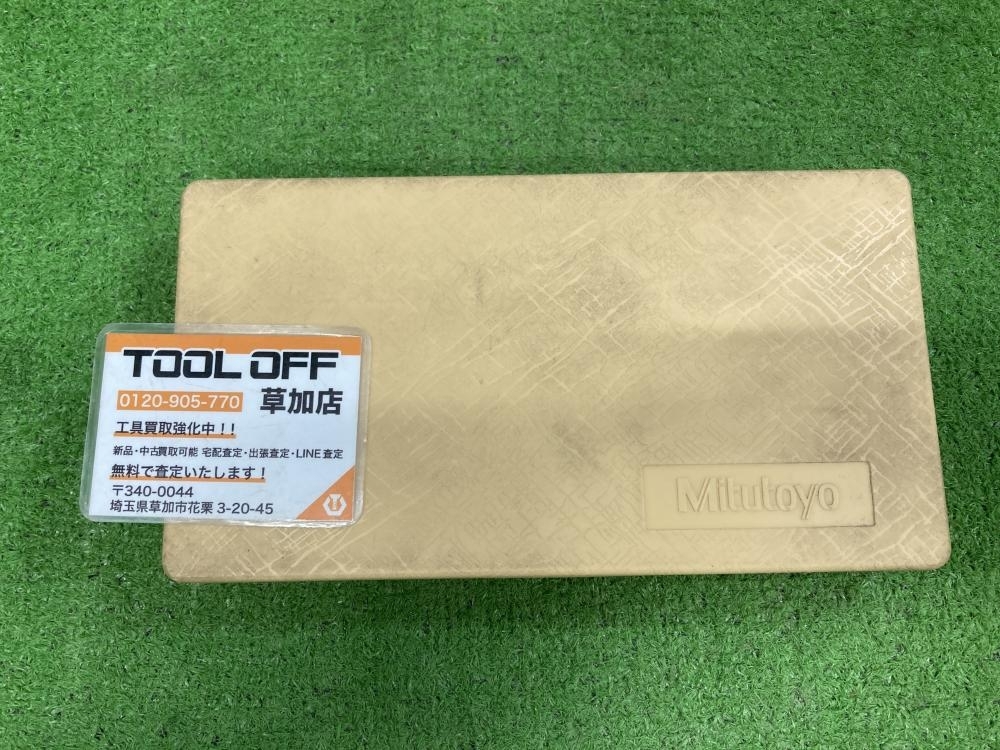 TOOL OFF
0120-905-770 草加店
工具買取強化中！！
新品・中古買取可能 宅配査定・出張査定・LINE査定
無料で査定いたします！
〒340-0044
埼玉県草加市花栗 3-20-45
Mitutoyo